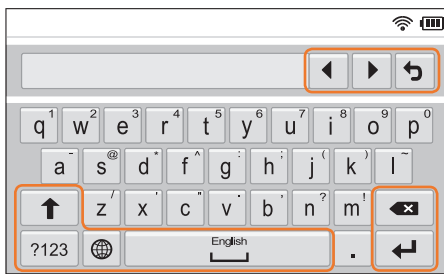 q 1 w 2 e 3 r 4 t 5 y 6 u 7 i 8 o 9 p 0
a - s @ d * f ^ g : h ; j ( k ) l ~
z / x ' c " v . b , n ? m !
?123 English .